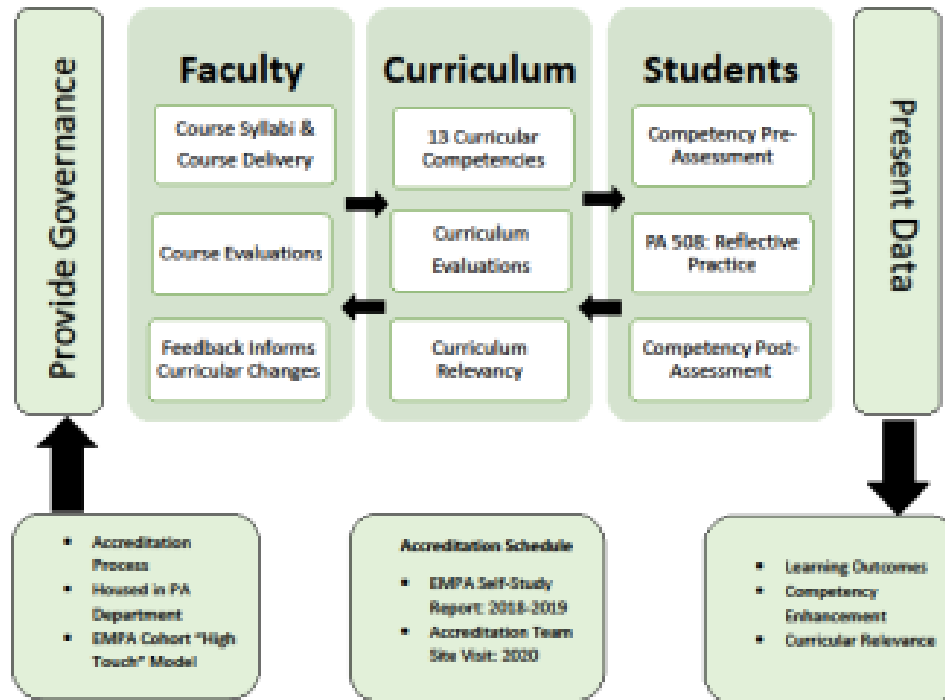 Provide Governance
Faculty
Course Syllabi &
Course Delivery
Course Evaluations
Feedback Informs
Curricular Changes
Curriculum
13 Curricular
Competencies
Curriculum
Evaluations
Curriculum
Relevancy
Students
Competency Pre-
Assessment
PA 508: Reflective
Practice
Competency Post-
Assessment
Present Data
• Accreditation
Process
• Housed in PA
Department
• EMPA Cohort "High
Touch" Model
Accreditation Schedule
• EMPA Self-Study
Report: 2018-2019
• Accreditation Team
Site Visit: 2020
• Learning Outcomes
• Competency
Enhancement
• Curricular Relevance